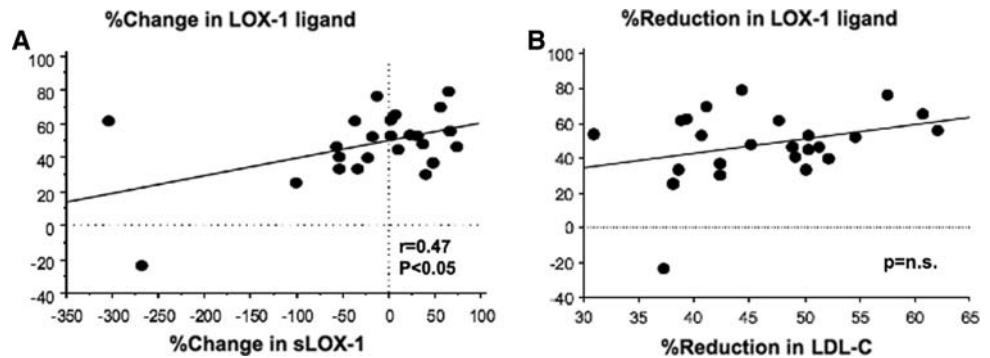 %Change in LOX-1 ligand
A
100
80
60
40
20
0
-20
-40
r=0.47
P<0.05
-350 -300 -250 -200 -150 -100 -50 0 50 100
%Change in sLOX-1
%Reduction in LOX-1 ligand
B
100
80
60
40
20
0
-20
-40
p=n.s.
30 35 40 45 50 55 60 65
%Reduction in LDL-C